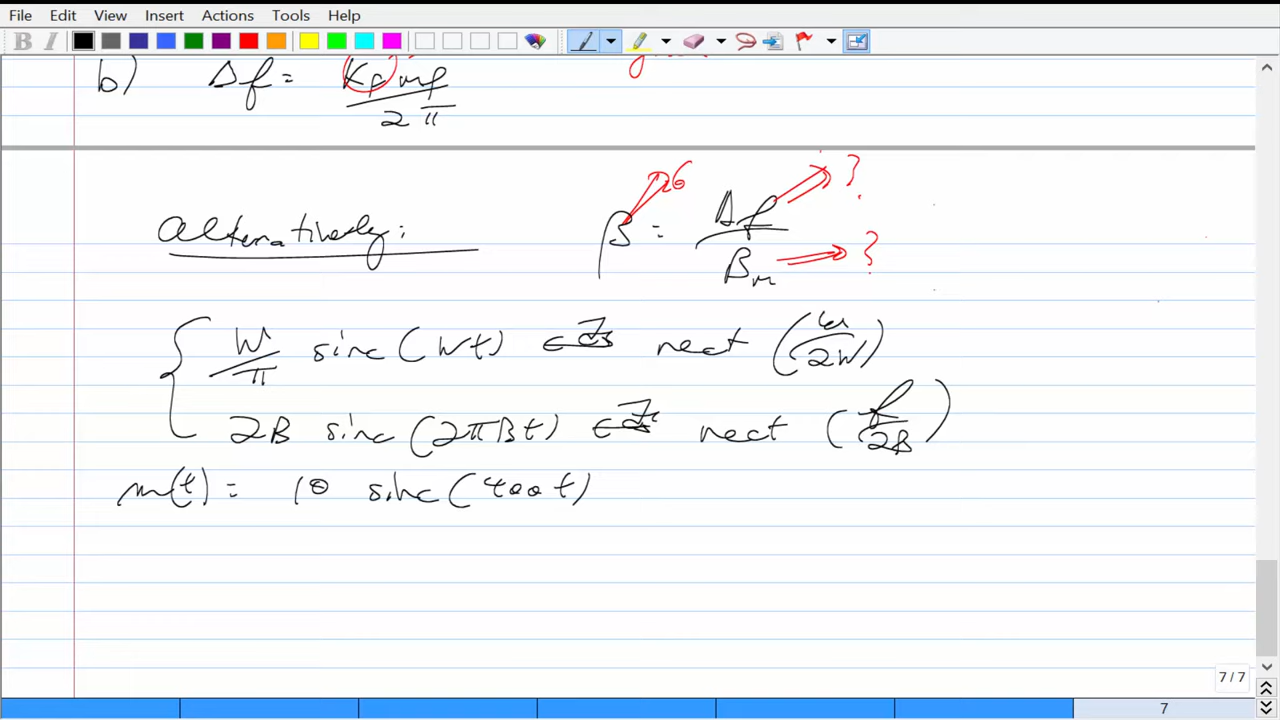 File Edit View Insert Actions Tools Help
B I
b) Δf = Kf mp / 2π
Alternatively: β = Δf / Bm
6 ? ?
W/π sinc(Wt) ⇔ rect(ω/2W)
2B sinc(2πBt) ⇔ rect(f/2B)
m(t) = 10 sinc(400t)
7 / 7
7